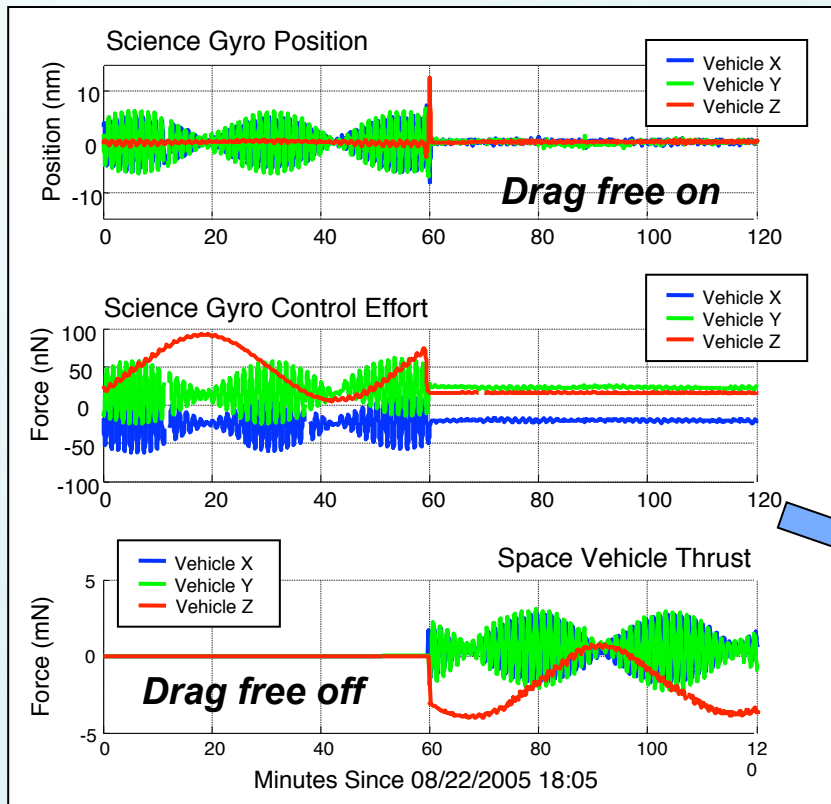 Science Gyro Position
Vehicle X
Vehicle Y
Vehicle Z
Position (nm)
10
0
-10
Drag free on
0 20 40 60 80 100 120
Science Gyro Control Effort
Vehicle X
Vehicle Y
Vehicle Z
Force (nN)
100
50
0
-50
-100
0 20 40 60 80 100 120
Vehicle X
Vehicle Y
Vehicle Z
Space Vehicle Thrust
Force (mN)
5
0
-5
Drag free off
0 20 40 60 80 100 12
0
Minutes Since 08/22/2005 18:05